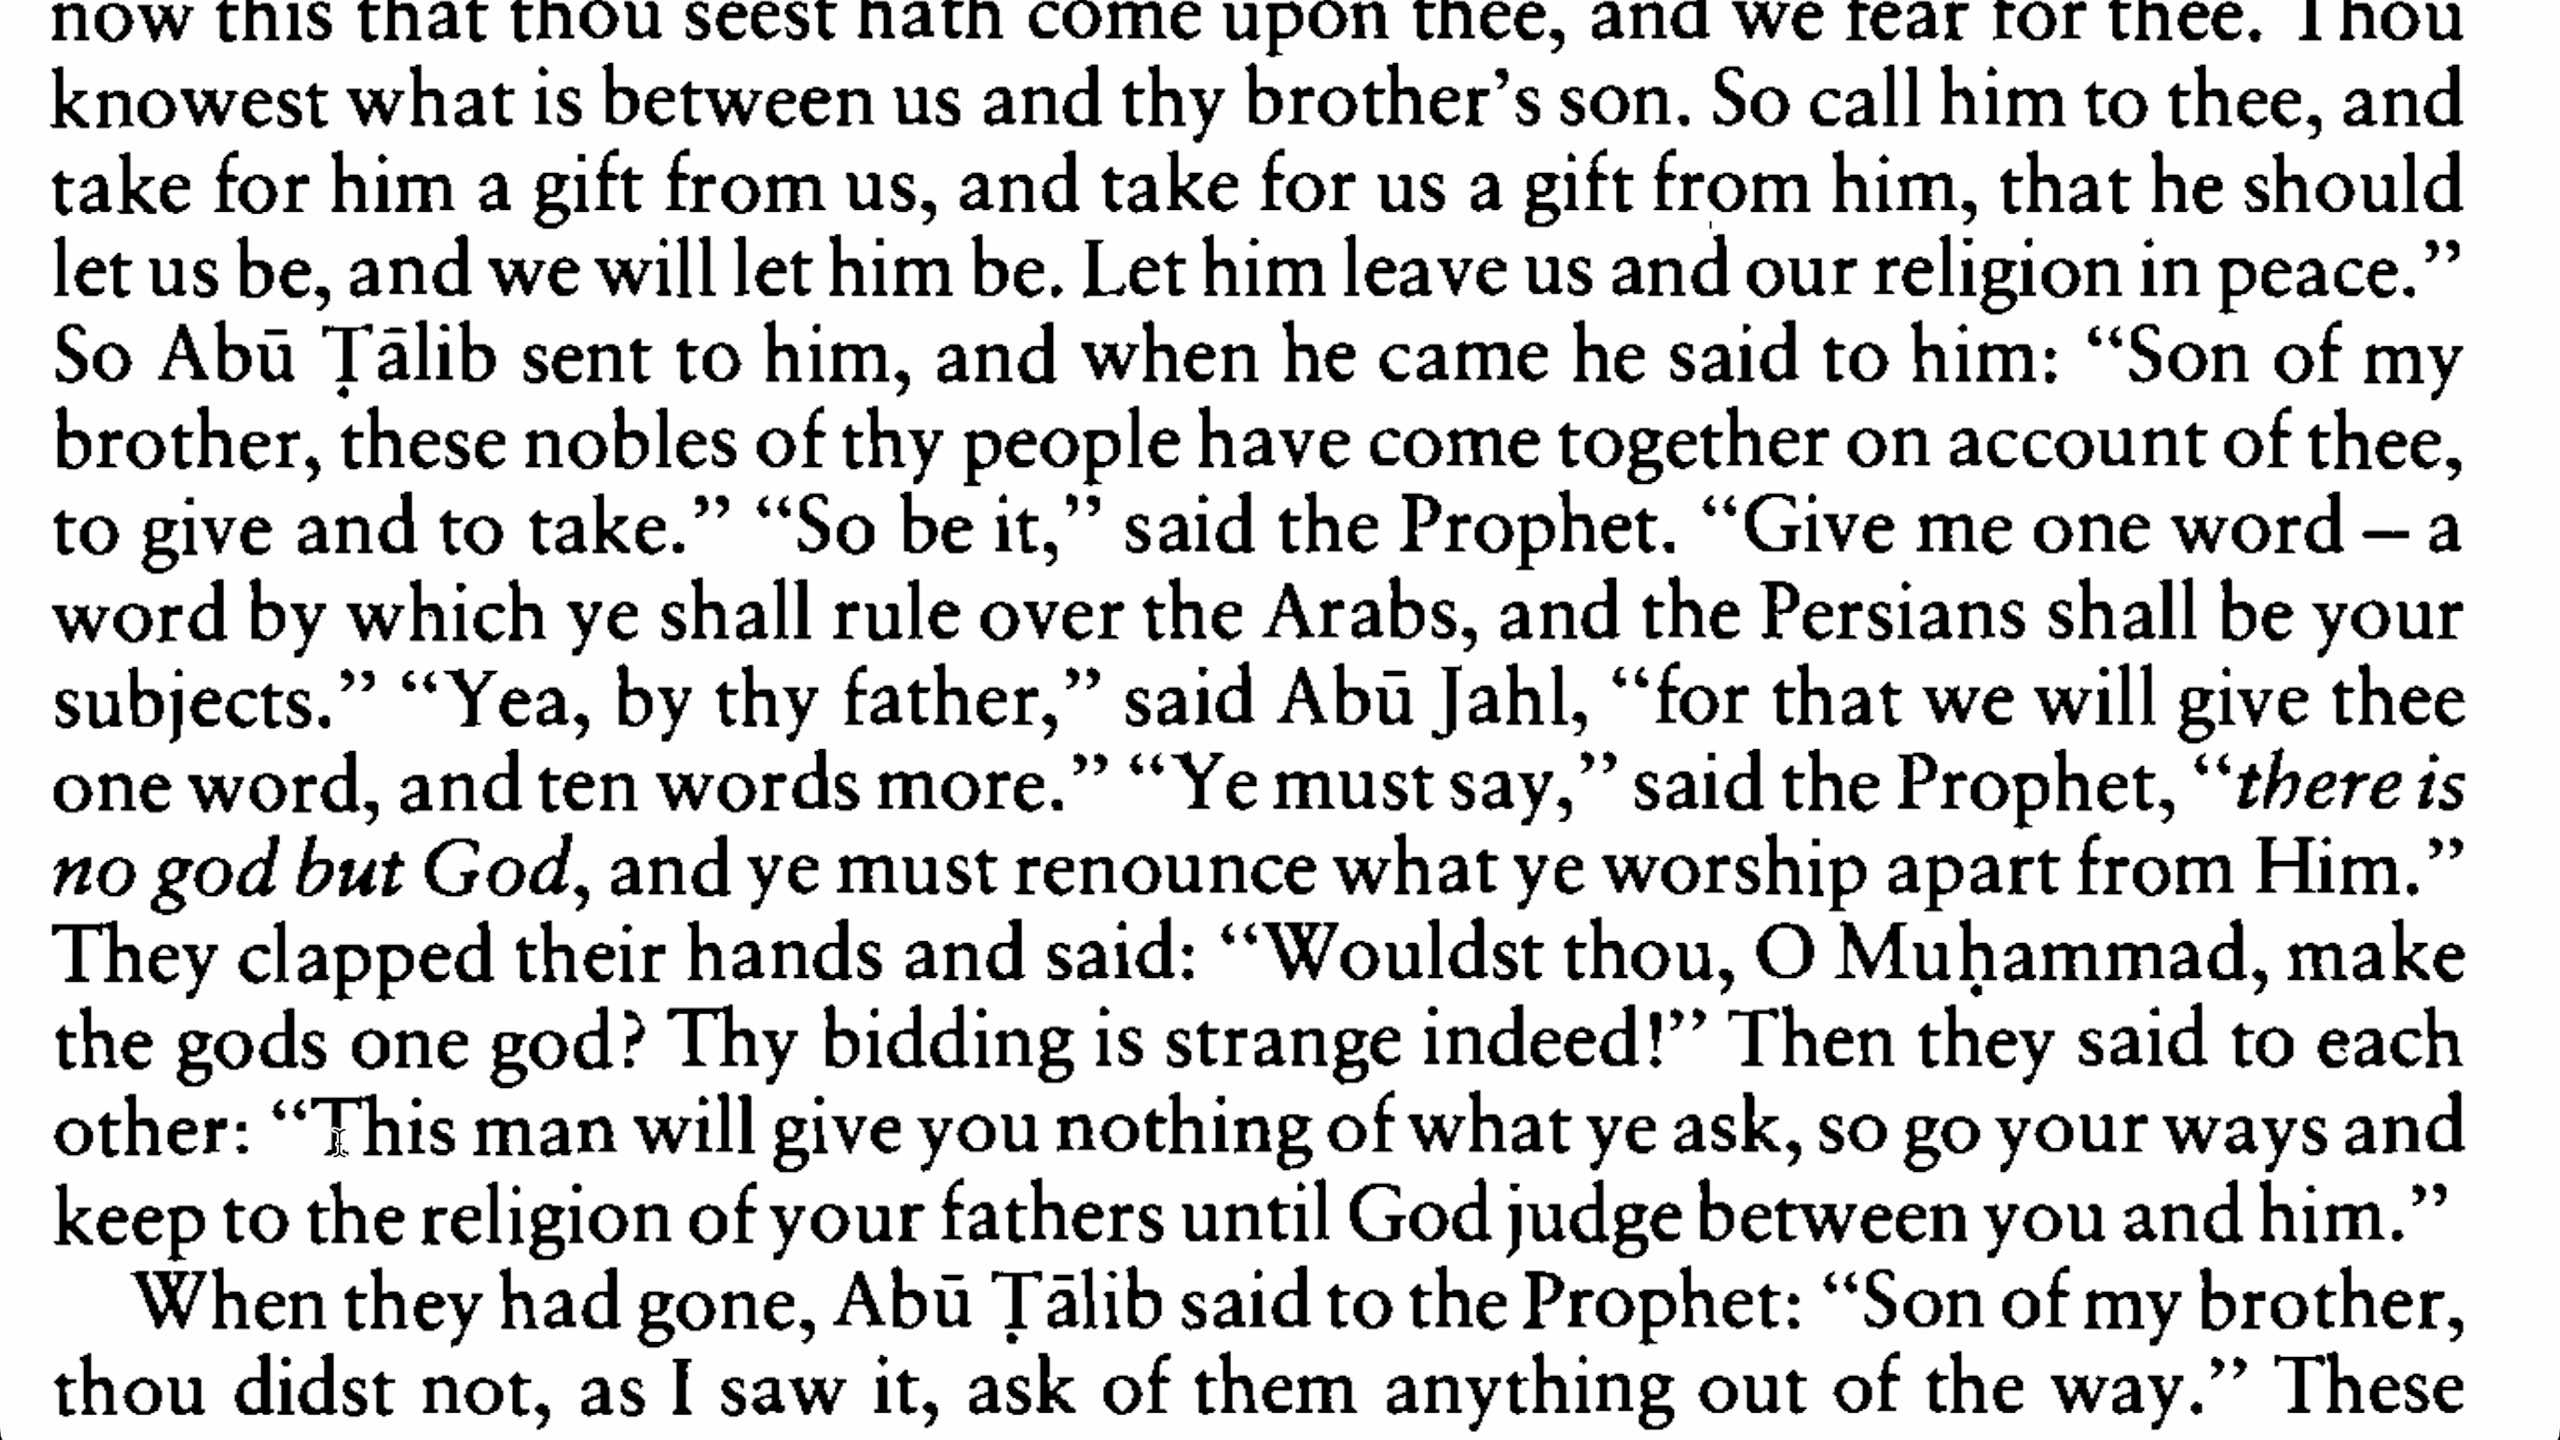 now this that thou seest hath come upon thee, and we fear for thee. Thou
knowest what is between us and thy brother’s son. So call him to thee, and
take for him a gift from us, and take for us a gift from him, that he should
let us be, and we will let him be. Let him leave us and our religion in peace.”
So Abū Ṭālib sent to him, and when he came he said to him: “Son of my
brother, these nobles of thy people have come together on account of thee,
to give and to take.” “So be it,” said the Prophet. “Give me one word – a
word by which ye shall rule over the Arabs, and the Persians shall be your
subjects.” “Yea, by thy father,” said Abū Jahl, “for that we will give thee
one word, and ten words more.” “Ye must say,” said the Prophet, “there is
no god but God, and ye must renounce what ye worship apart from Him.”
They clapped their hands and said: “Wouldst thou, O Muḥammad, make
the gods one god? Thy bidding is strange indeed!” Then they said to each
other: “This man will give you nothing of what ye ask, so go your ways and
keep to the religion of your fathers until God judge between you and him.”
When they had gone, Abū Ṭālib said to the Prophet: “Son of my brother,
thou didst not, as I saw it, ask of them anything out of the way.” These